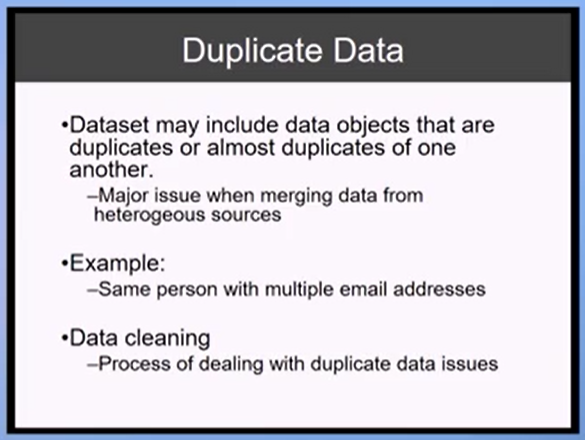 Duplicate Data
•Dataset may include data objects that are
duplicates or almost duplicates of one
another.
–Major issue when merging data from
heterogeous sources
•Example:
–Same person with multiple email addresses
•Data cleaning
–Process of dealing with duplicate data issues